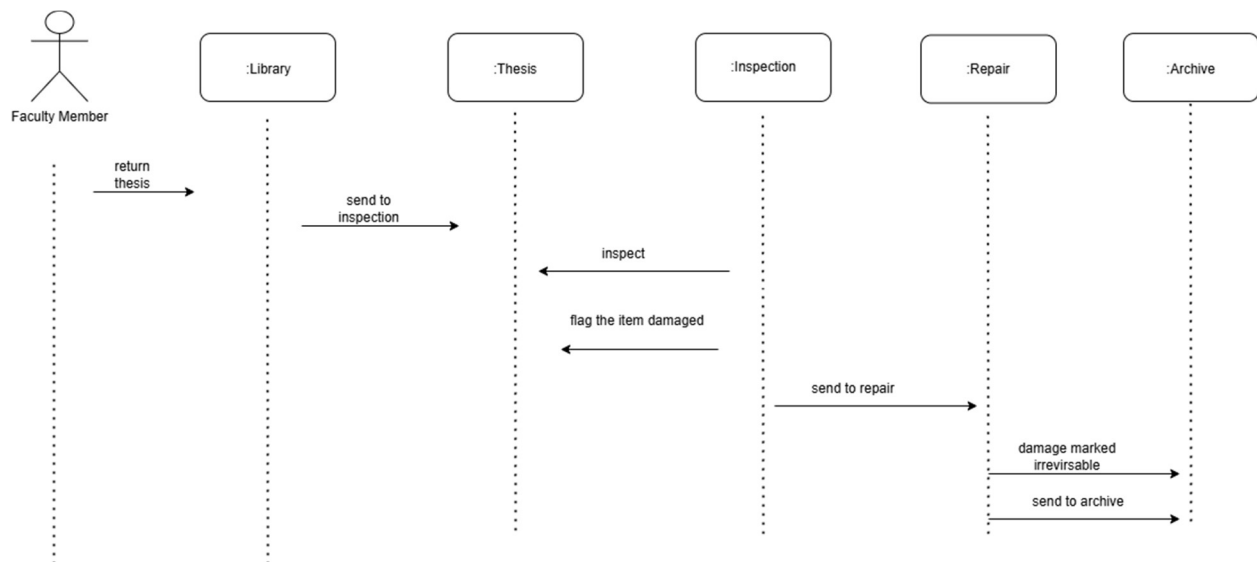 Faculty Member
:Library
:Thesis
:Inspection
:Repair
:Archive
return
thesis
send to
inspection
inspect
flag the item damaged
send to repair
damage marked
irrevirsable
send to archive